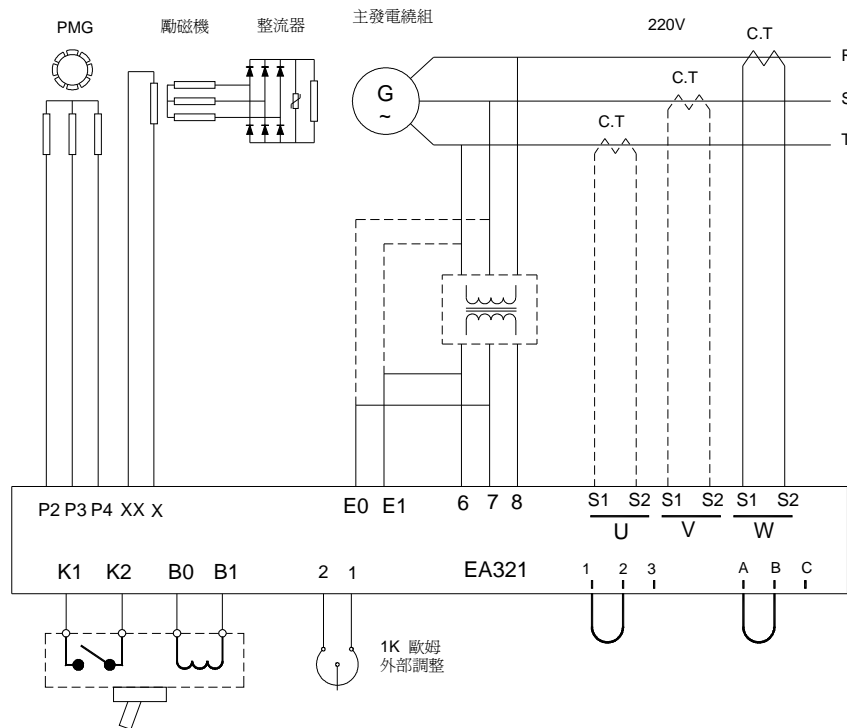 PMG
勵磁機
整流器
主發電繞組
220V
C.T
C.T
C.T
G
~
R
S
T
P2 P3 P4 XX X
E0 E1
6 7 8
S1 S2 S1 S2 S1 S2
U V W
K1 K2 B0 B1
2 1
EA321
1 2 3
A B C
1K 歐姆
外部調整